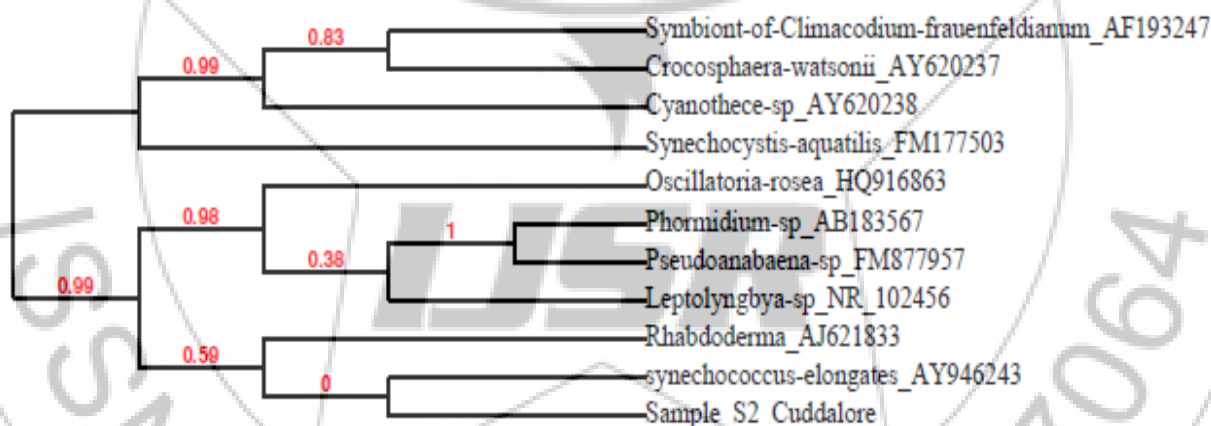 Symbiont-of-Climacodium-frauenfeldianum_AF193247
0.83
Crocosphaera-watsonii_AY620237
0.99
Cyanothece-sp_AY620238
Synechocystis-aquatilis_FM177503
Oscillatoria-rosea_HQ916863
0.98
Phormidium-sp_AB183567
1
Pseudoanabaena-sp_FM877957
0.38
0.99
Leptolyngbya-sp_NR_102456
Rhabdoderma_AJ621833
0.59
synechococcus-elongates_AY946243
0
Sample_S2_Cuddalore
IJSR